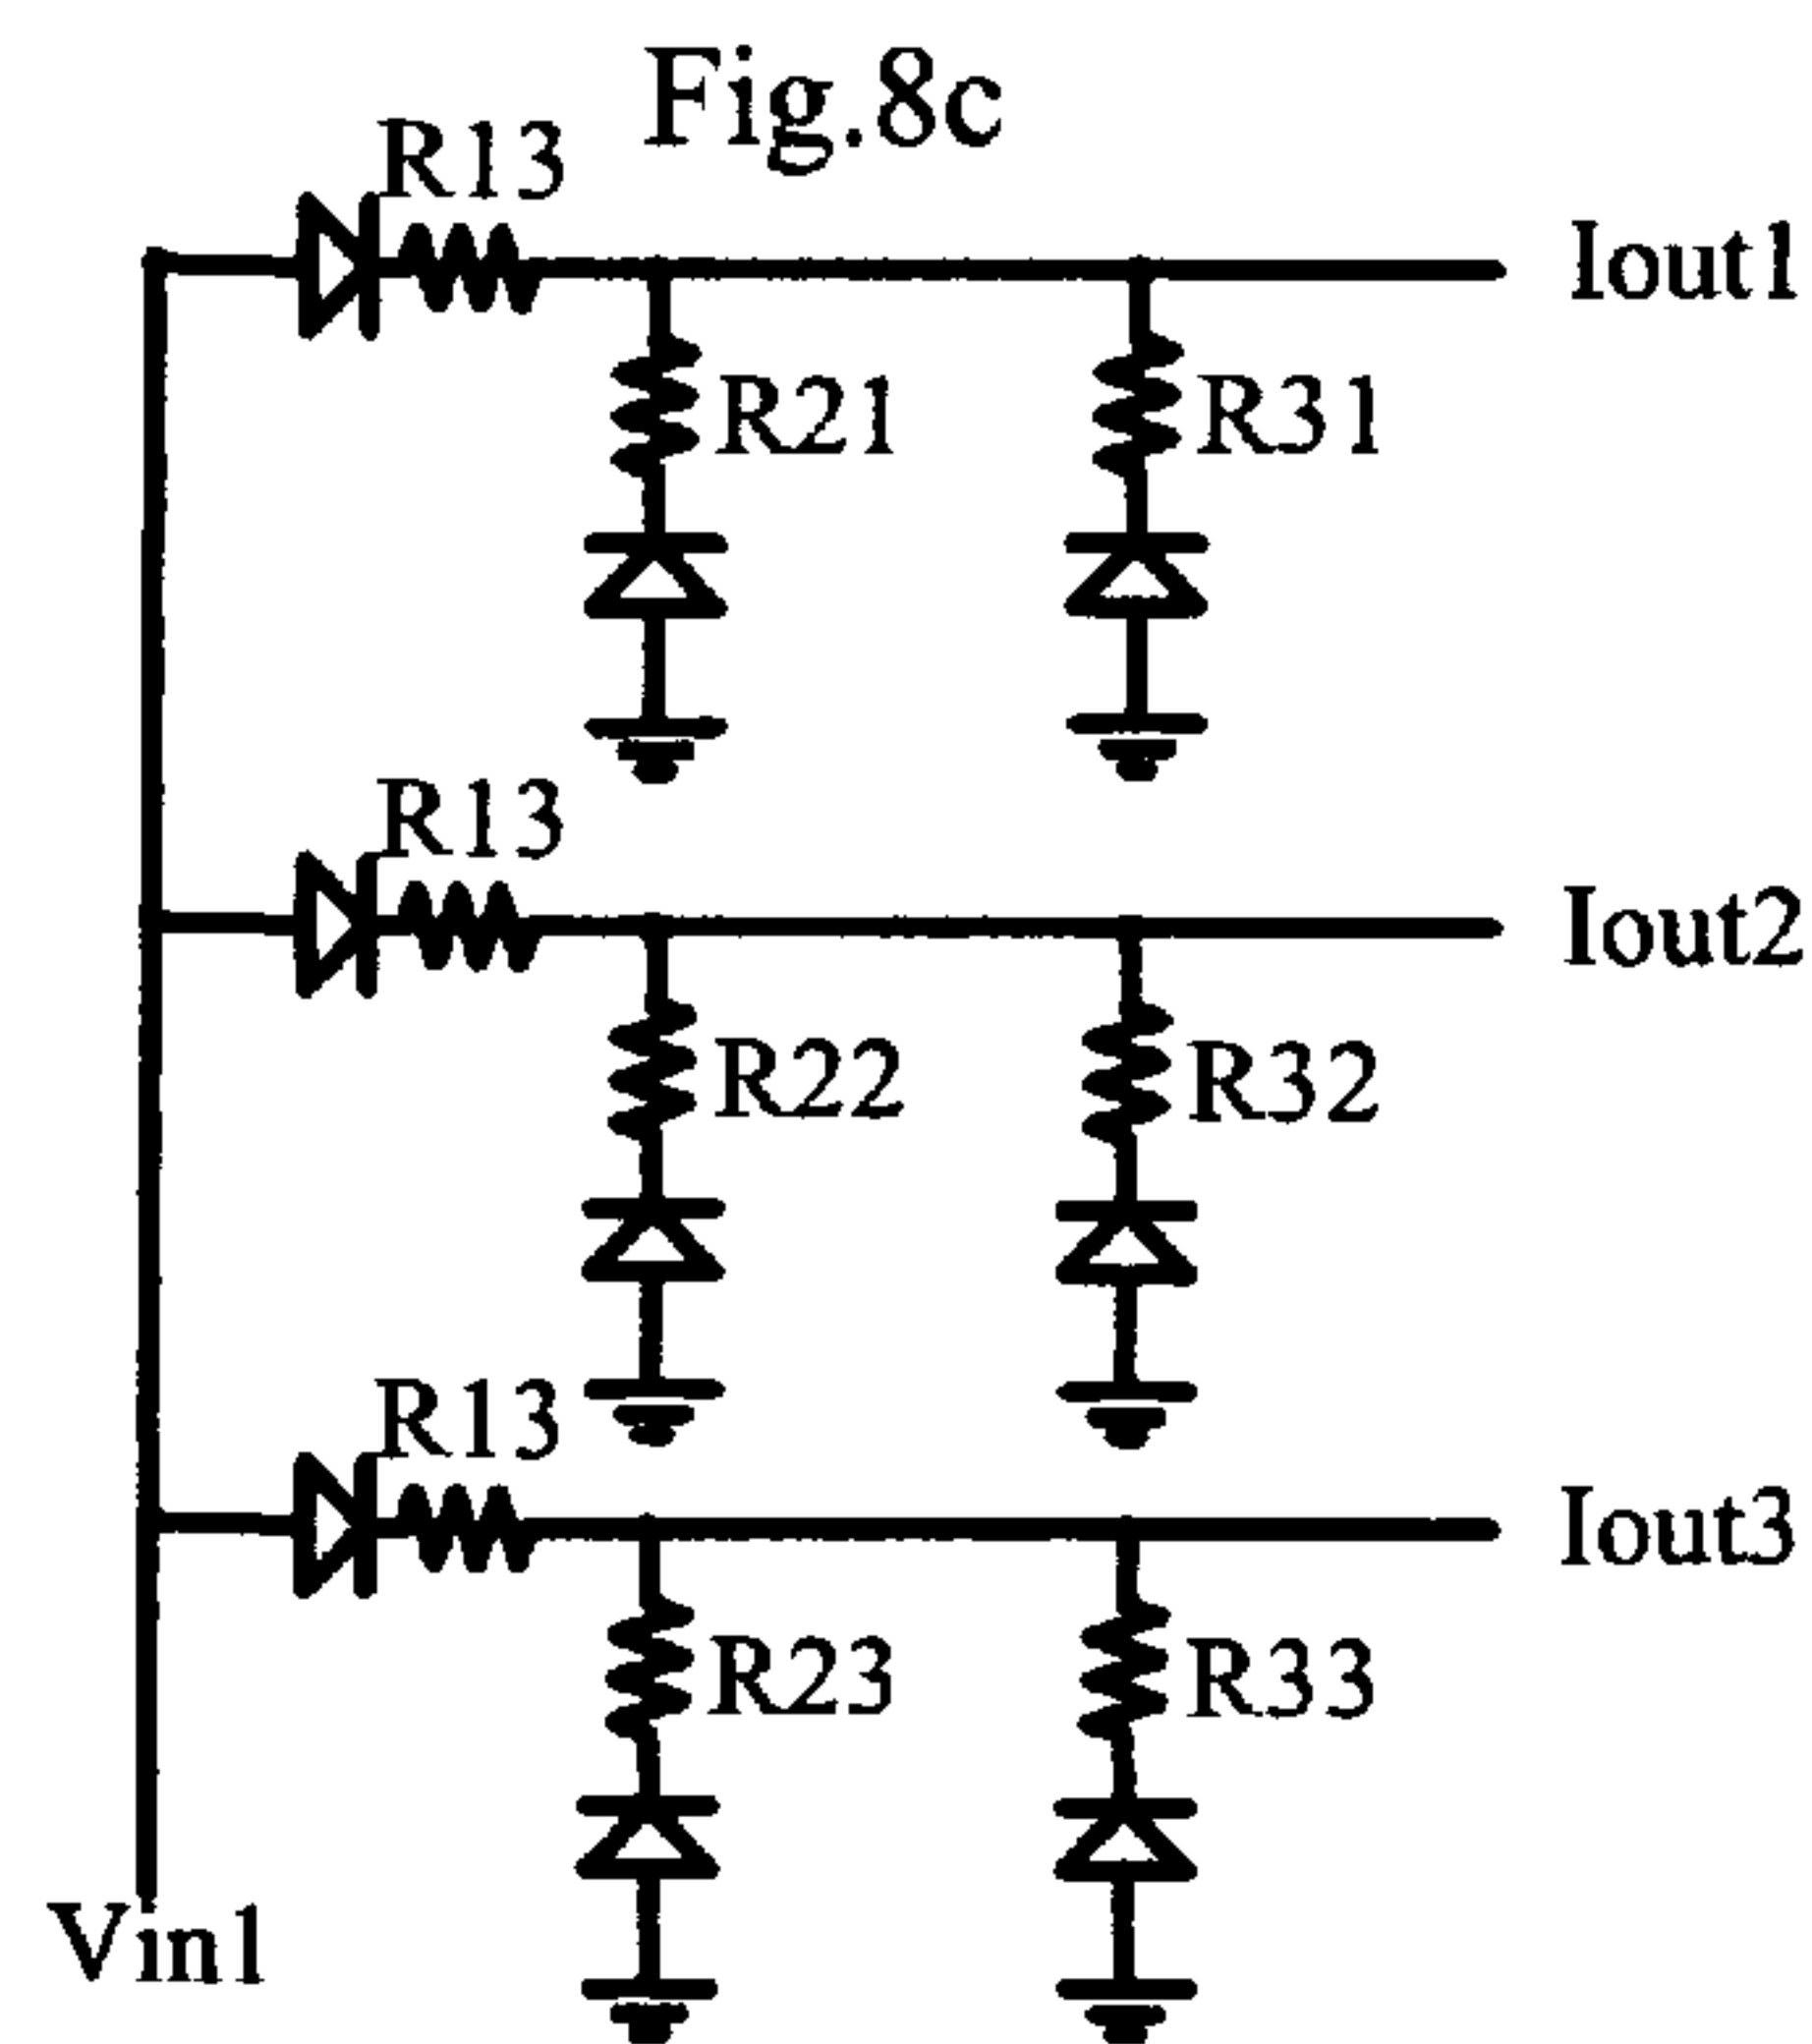 Fig.8c
R13
Iout1
R21
R31
R13
Iout2
R22
R32
R13
Iout3
R23
R33
Vin1